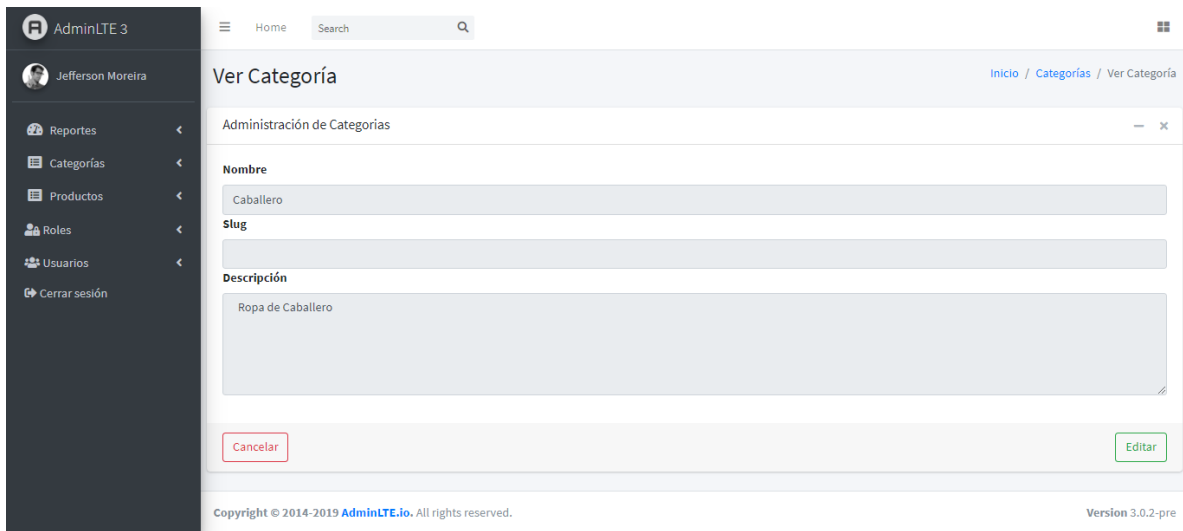 AdminLTE 3
Home Search
Jefferson Moreira
Reportes
Categorías
Productos
Roles
Usuarios
Cerrar sesión
Ver Categoría
Inicio / Categorías / Ver Categoría
Administración de Categorias
Nombre
Caballero
Slug
Descripción
Ropa de Caballero
Cancelar
Editar
Copyright © 2014-2019 AdminLTE.io. All rights reserved.
Version 3.0.2-pre